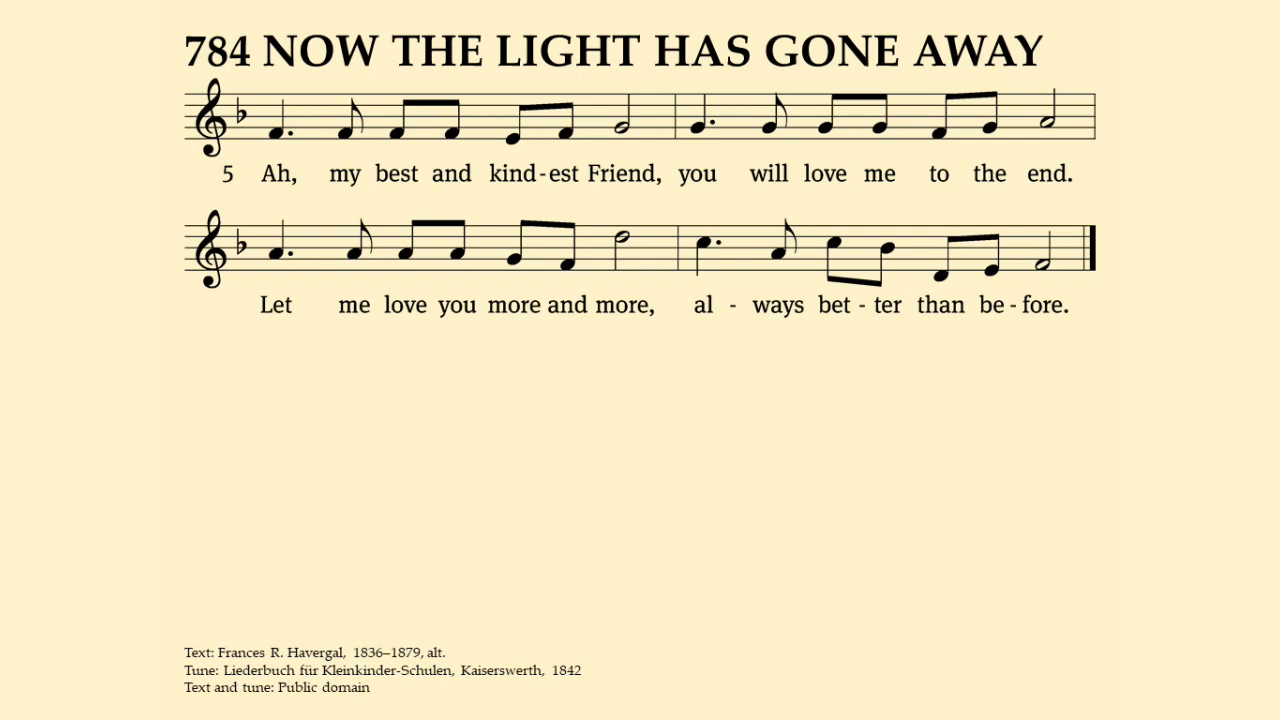 784 NOW THE LIGHT HAS GONE AWAY
5 Ah, my best and kind-est Friend, you will love me to the end.
Let me love you more and more, al - ways bet - ter than be - fore.
Text: Frances R. Havergal, 1836–1879, alt.
Tune: Liederbuch für Kleinkinder-Schulen, Kaiserswerth, 1842
Text and tune: Public domain